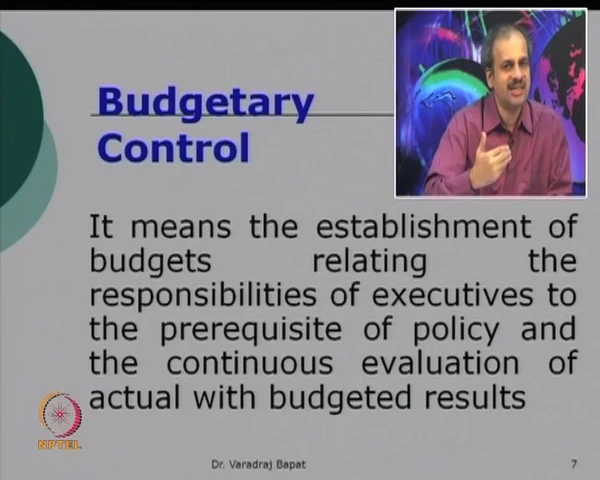 Budgetary
Control
It means the establishment of
budgets relating the
responsibilities of executives to
the prerequisite of policy and
the continuous evaluation of
actual with budgeted results
NPTEL
Dr. Varadraj Bapat
7